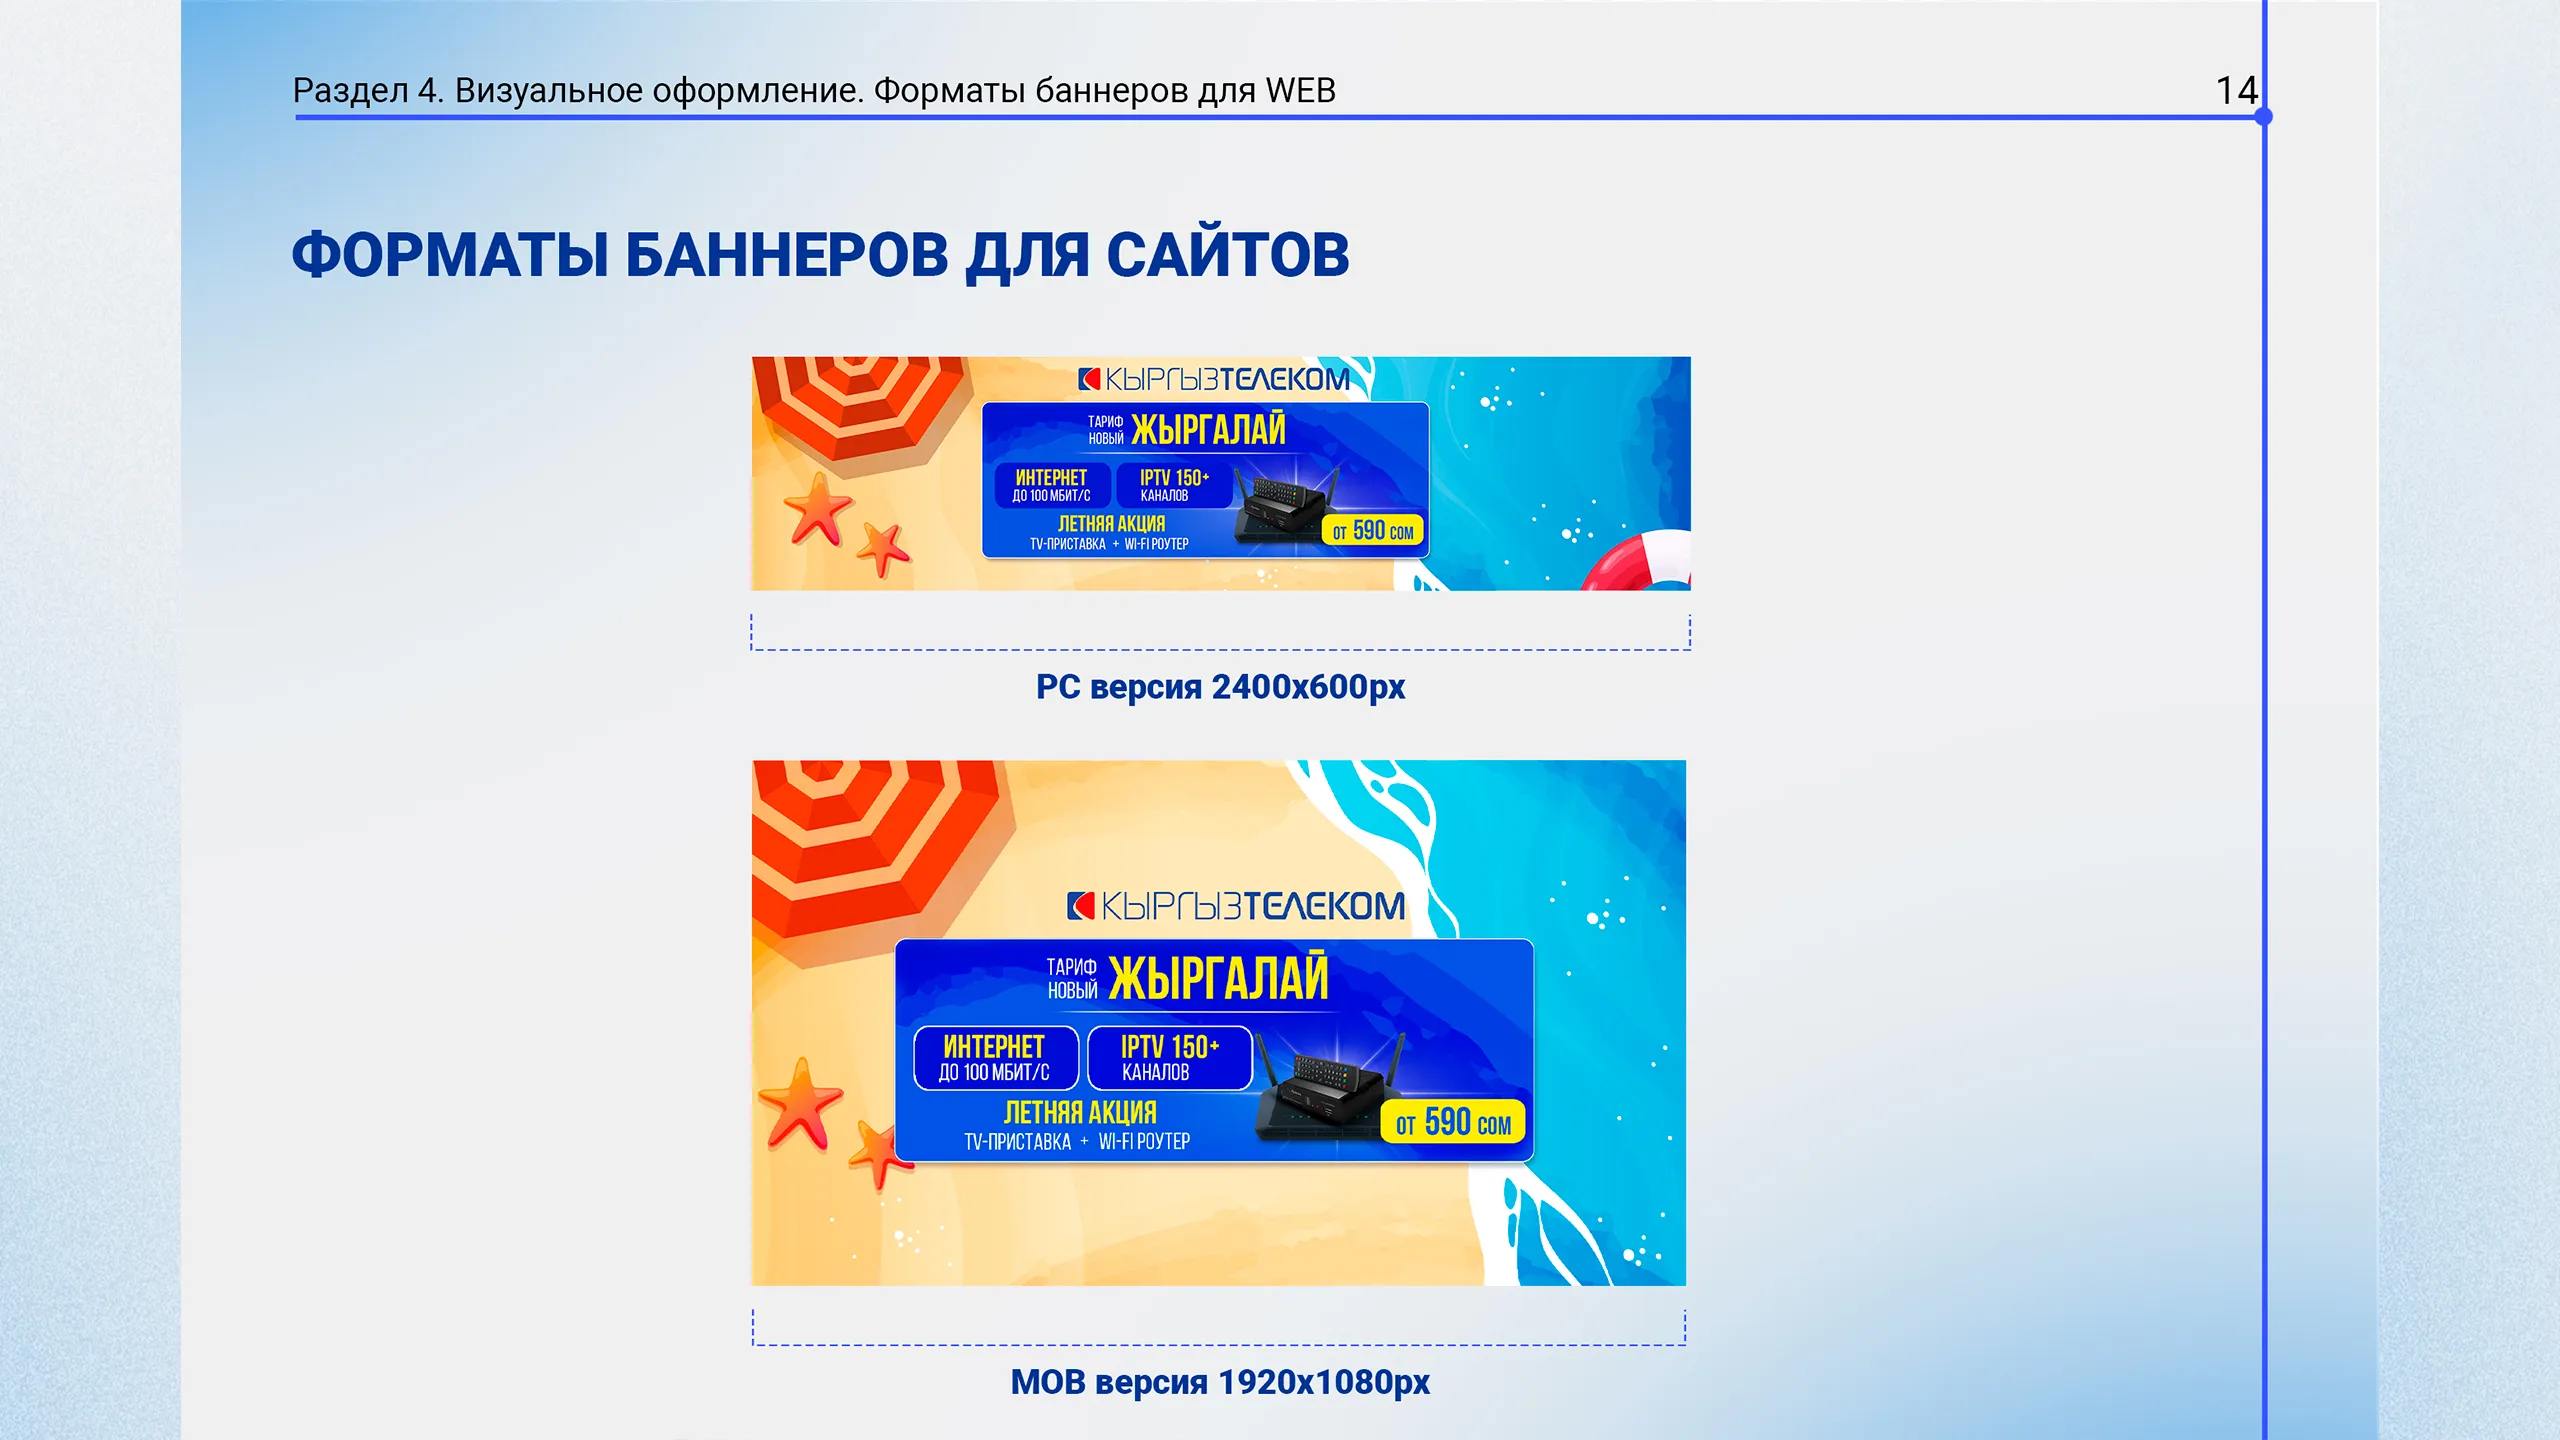 Раздел 4. Визуальное оформление. Форматы баннеров для WEB
14
ФОРМАТЫ БАННЕРОВ ДЛЯ САЙТОВ
КЫРГЫЗТЕЛЕКОМ
ТАРИФ
НОВЫЙ ЖЫРГАЛАЙ
ИНТЕРНЕТ
ДО 100 МБИТ/С
IPTV 150+
КАНАЛОВ
ЛЕТНЯЯ АКЦИЯ
TV-ПРИСТАВКА + WI-FI РОУТЕР
ОТ 590 СОМ
PC версия 2400x600px
КЫРГЫЗТЕЛЕКОМ
ТАРИФ
НОВЫЙ ЖЫРГАЛАЙ
ИНТЕРНЕТ
ДО 100 МБИТ/С
IPTV 150+
КАНАЛОВ
ЛЕТНЯЯ АКЦИЯ
TV-ПРИСТАВКА + WI-FI РОУТЕР
ОТ 590 СОМ
МОВ версия 1920x1080px